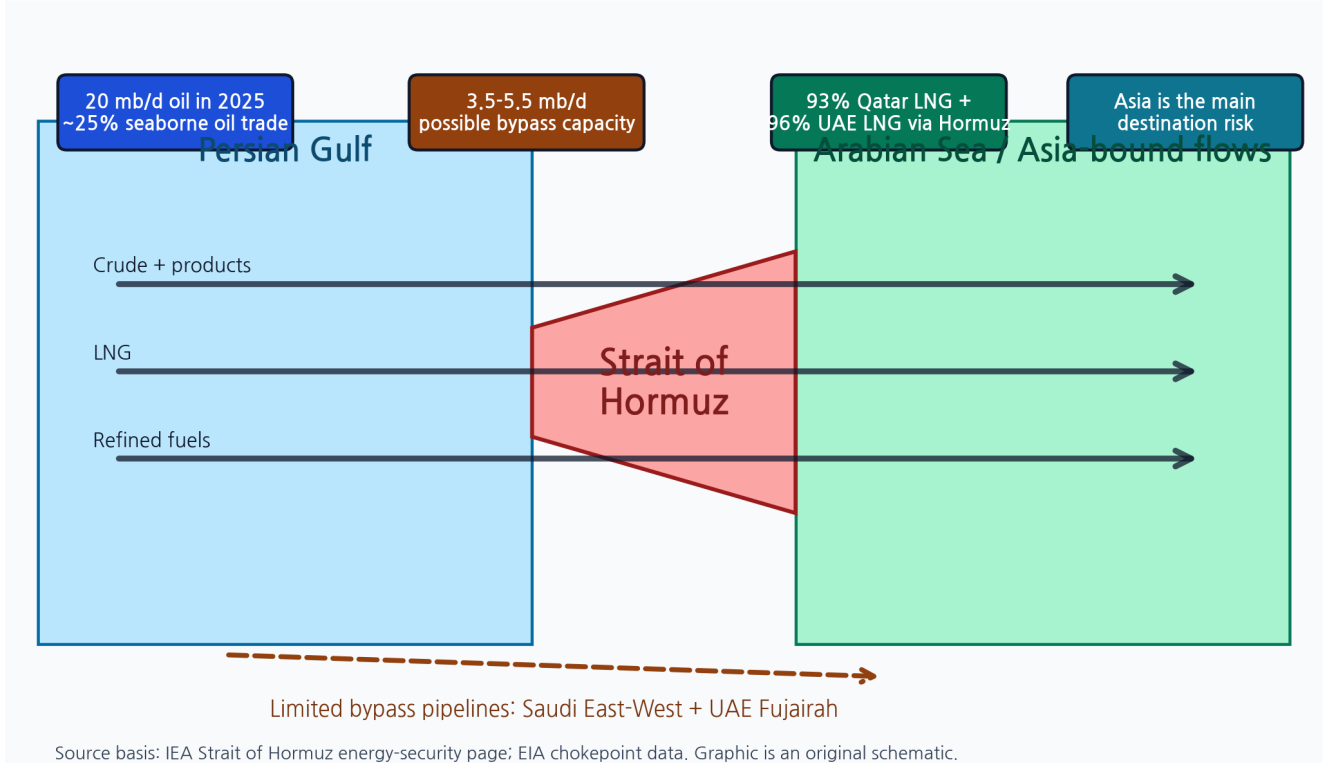 20 mb/d oil in 2025
~25% seaborne oil trade
3.5-5.5 mb/d
possible bypass capacity
93% Qatar LNG +
96% UAE LNG via Hormuz
Asia is the main
destination risk
Persian Gulf
Arabian Sea / Asia-bound flows
Crude + products
LNG
Strait of
Hormuz
Refined fuels
Limited bypass pipelines: Saudi East-West + UAE Fujairah
Source basis: IEA Strait of Hormuz energy-security page; EIA chokepoint data. Graphic is an original schematic.